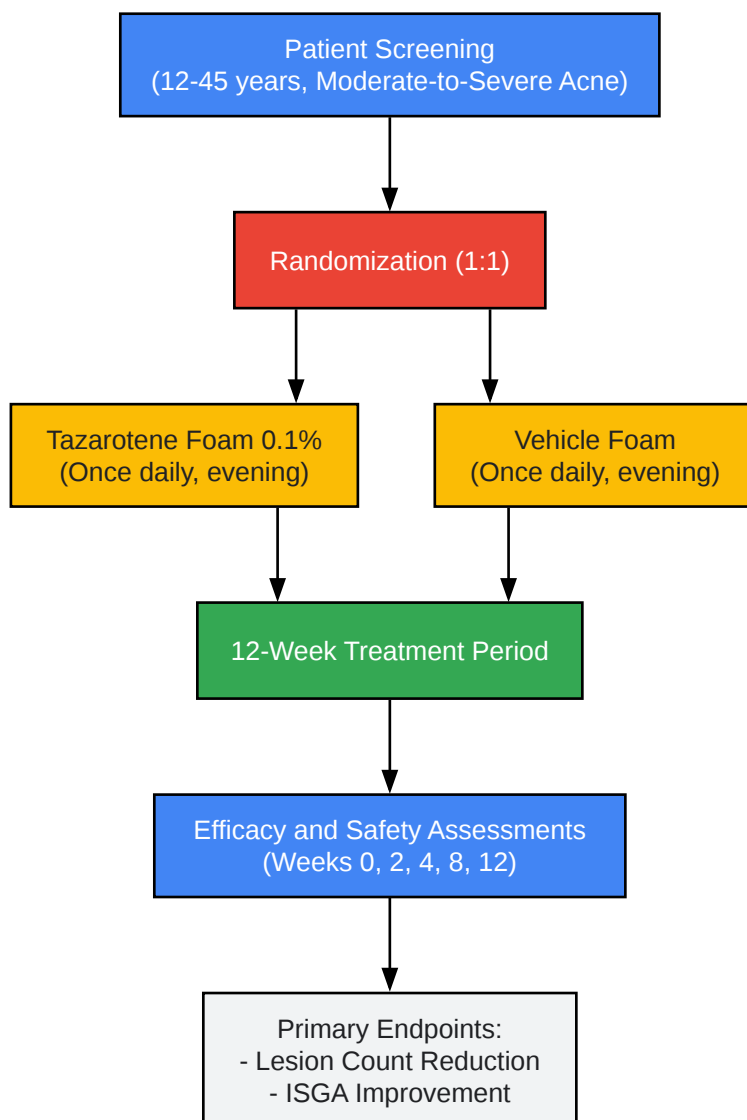 Patient Screening
(12-45 years, Moderate-to-Severe Acne)
Randomization (1:1)
Tazarotene Foam 0.1%
(Once daily, evening)
Vehicle Foam
(Once daily, evening)
12-Week Treatment Period
Efficacy and Safety Assessments
(Weeks 0, 2, 4, 8, 12)
Primary Endpoints:
- Lesion Count Reduction
- ISGA Improvement